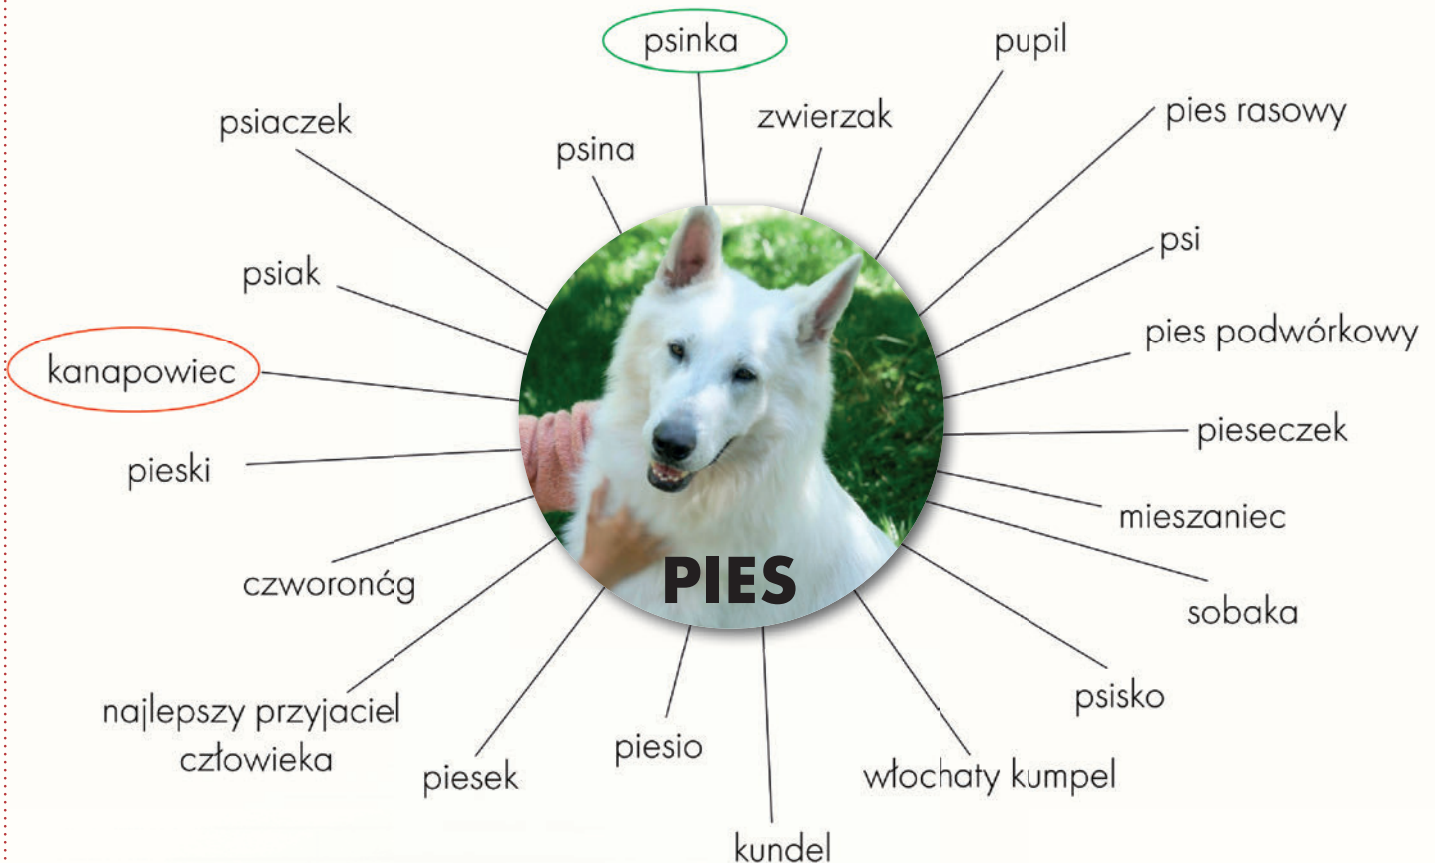 psinka
pupil
pies rasowy
zwierzak
psiaczek
psina
psi
psiak
pies podwórkowy
kanapowiec
pieseczek
pieski
mieszaniec
czworonóg
PIES
sobaka
psisko
najlepszy przyjaciel
człowieka
piesio
piesek
włochaty kumpel
kundel